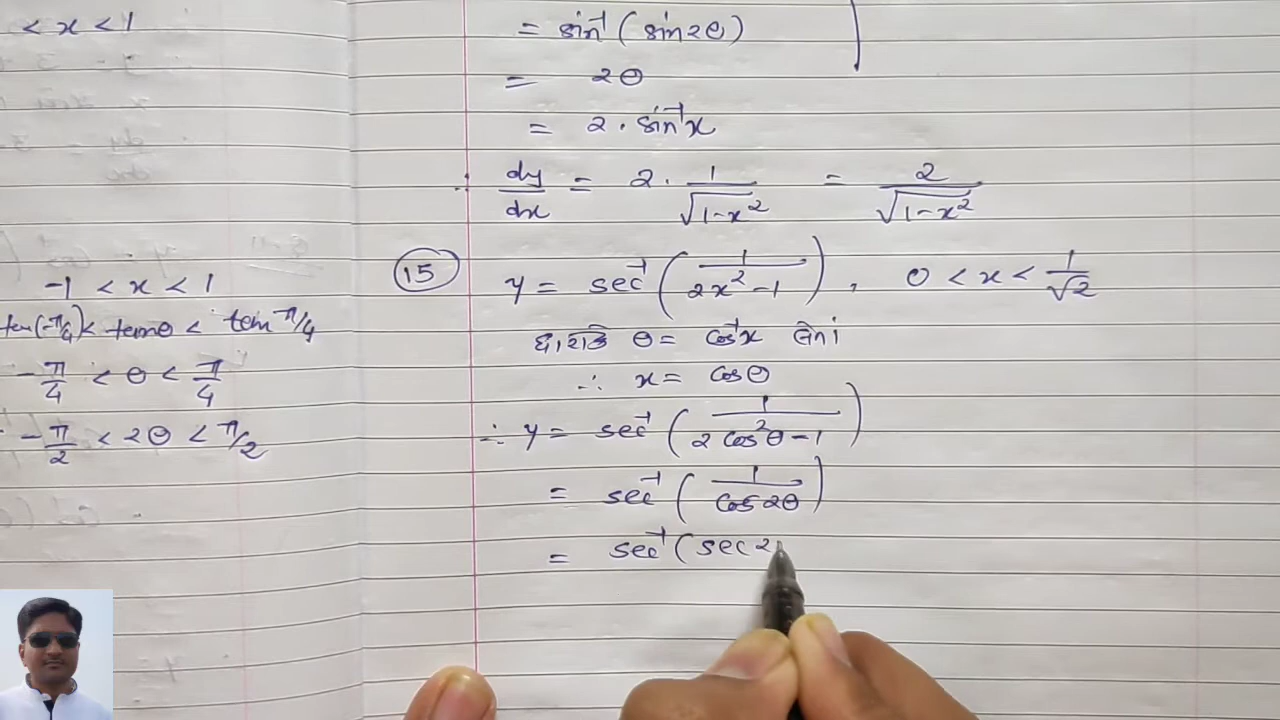 < x < 1
-1 < x < 1
tan(-π/4) < tanθ < tan π/4
-π/4 < θ < π/4
-π/2 < 2θ < π/2
= sin⁻¹ (sin2θ)
= 2θ
= 2 . sin⁻¹x
∴ dy/dx = 2 . 1/√(1-x²) = 2/√(1-x²)
15 y = sec⁻¹ (1/(2x²-1)), 0 < x < 1/√2
θ = cos⁻¹x
∴ x = cosθ
∴ y = sec⁻¹ (1/(2cos²θ-1))
= sec⁻¹ (1/cos2θ)
= sec⁻¹ (sec2